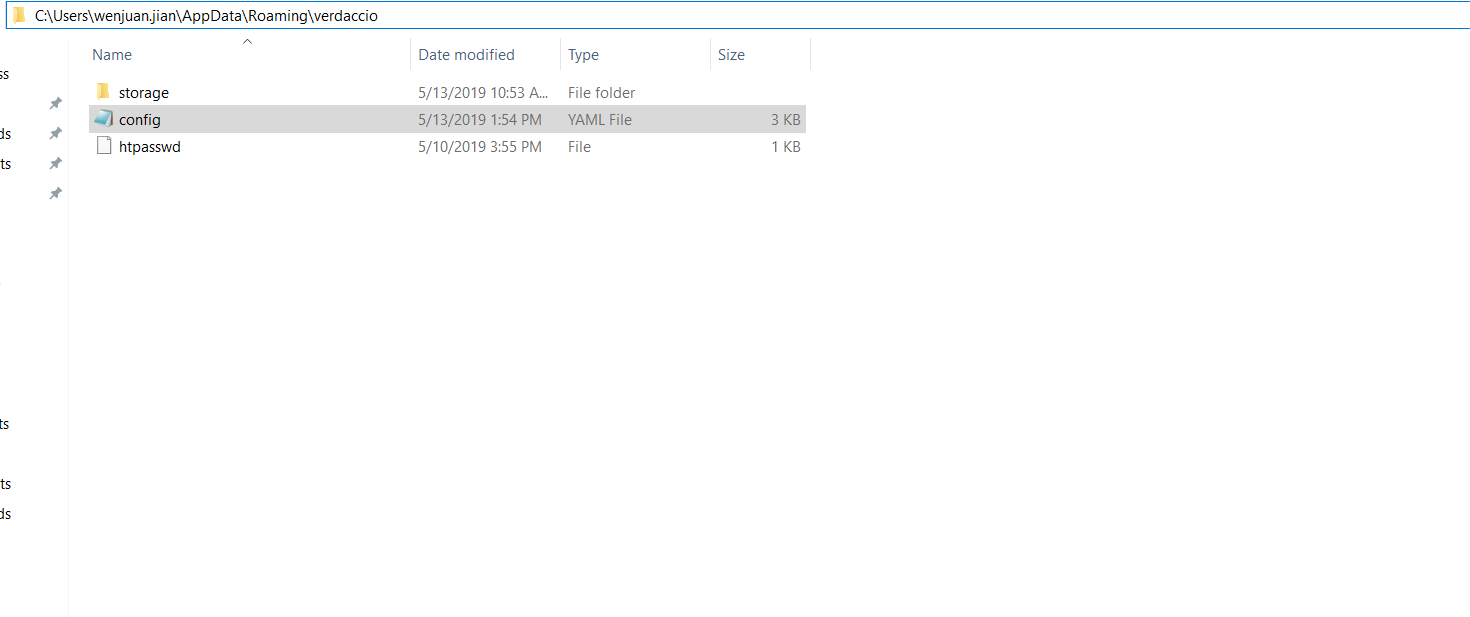 C:\Users\wenjuan.jian\AppData\Roaming\verdaccio
Name Date modified Type Size
ss
storage 5/13/2019 10:53 A... File folder
config 5/13/2019 1:54 PM YAML File 3 KB
ds
htpasswd 5/10/2019 3:55 PM File 1 KB
ts
ts
ts
ds